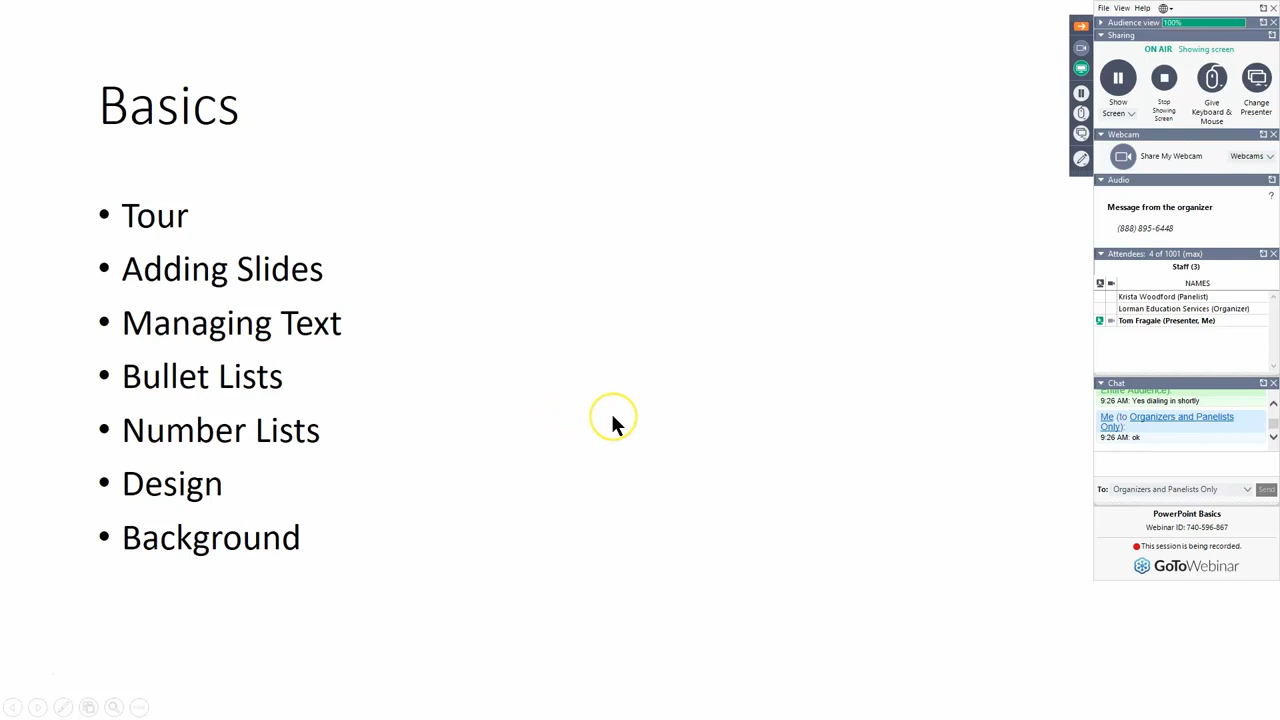 Basics
• Tour
• Adding Slides
• Managing Text
• Bullet Lists
• Number Lists
• Design
• Background
File View Help
Audience view 100%
Sharing
ON AIR Showing screen
Show Screen
Stop Showing Screen
Give Keyboard & Mouse
Change Presenter
Webcam
Share My Webcam Webcams
Audio
?
Message from the organizer
(888) 895-6448
Attendees: 4 of 1001 (max)
Staff (3)
NAMES
Krista Woodford (Panelist)
Lorman Education Services (Organizer)
Tom Fragale (Presenter, Me)
Chat
Entire Audience):
9:26 AM: Yes dialing in shortly
Me (to Organizers and Panelists
Only):
9:26 AM: ok
To: Organizers and Panelists Only Send
PowerPoint Basics
Webinar ID: 740-596-867
This session is being recorded.
GoToWebinar